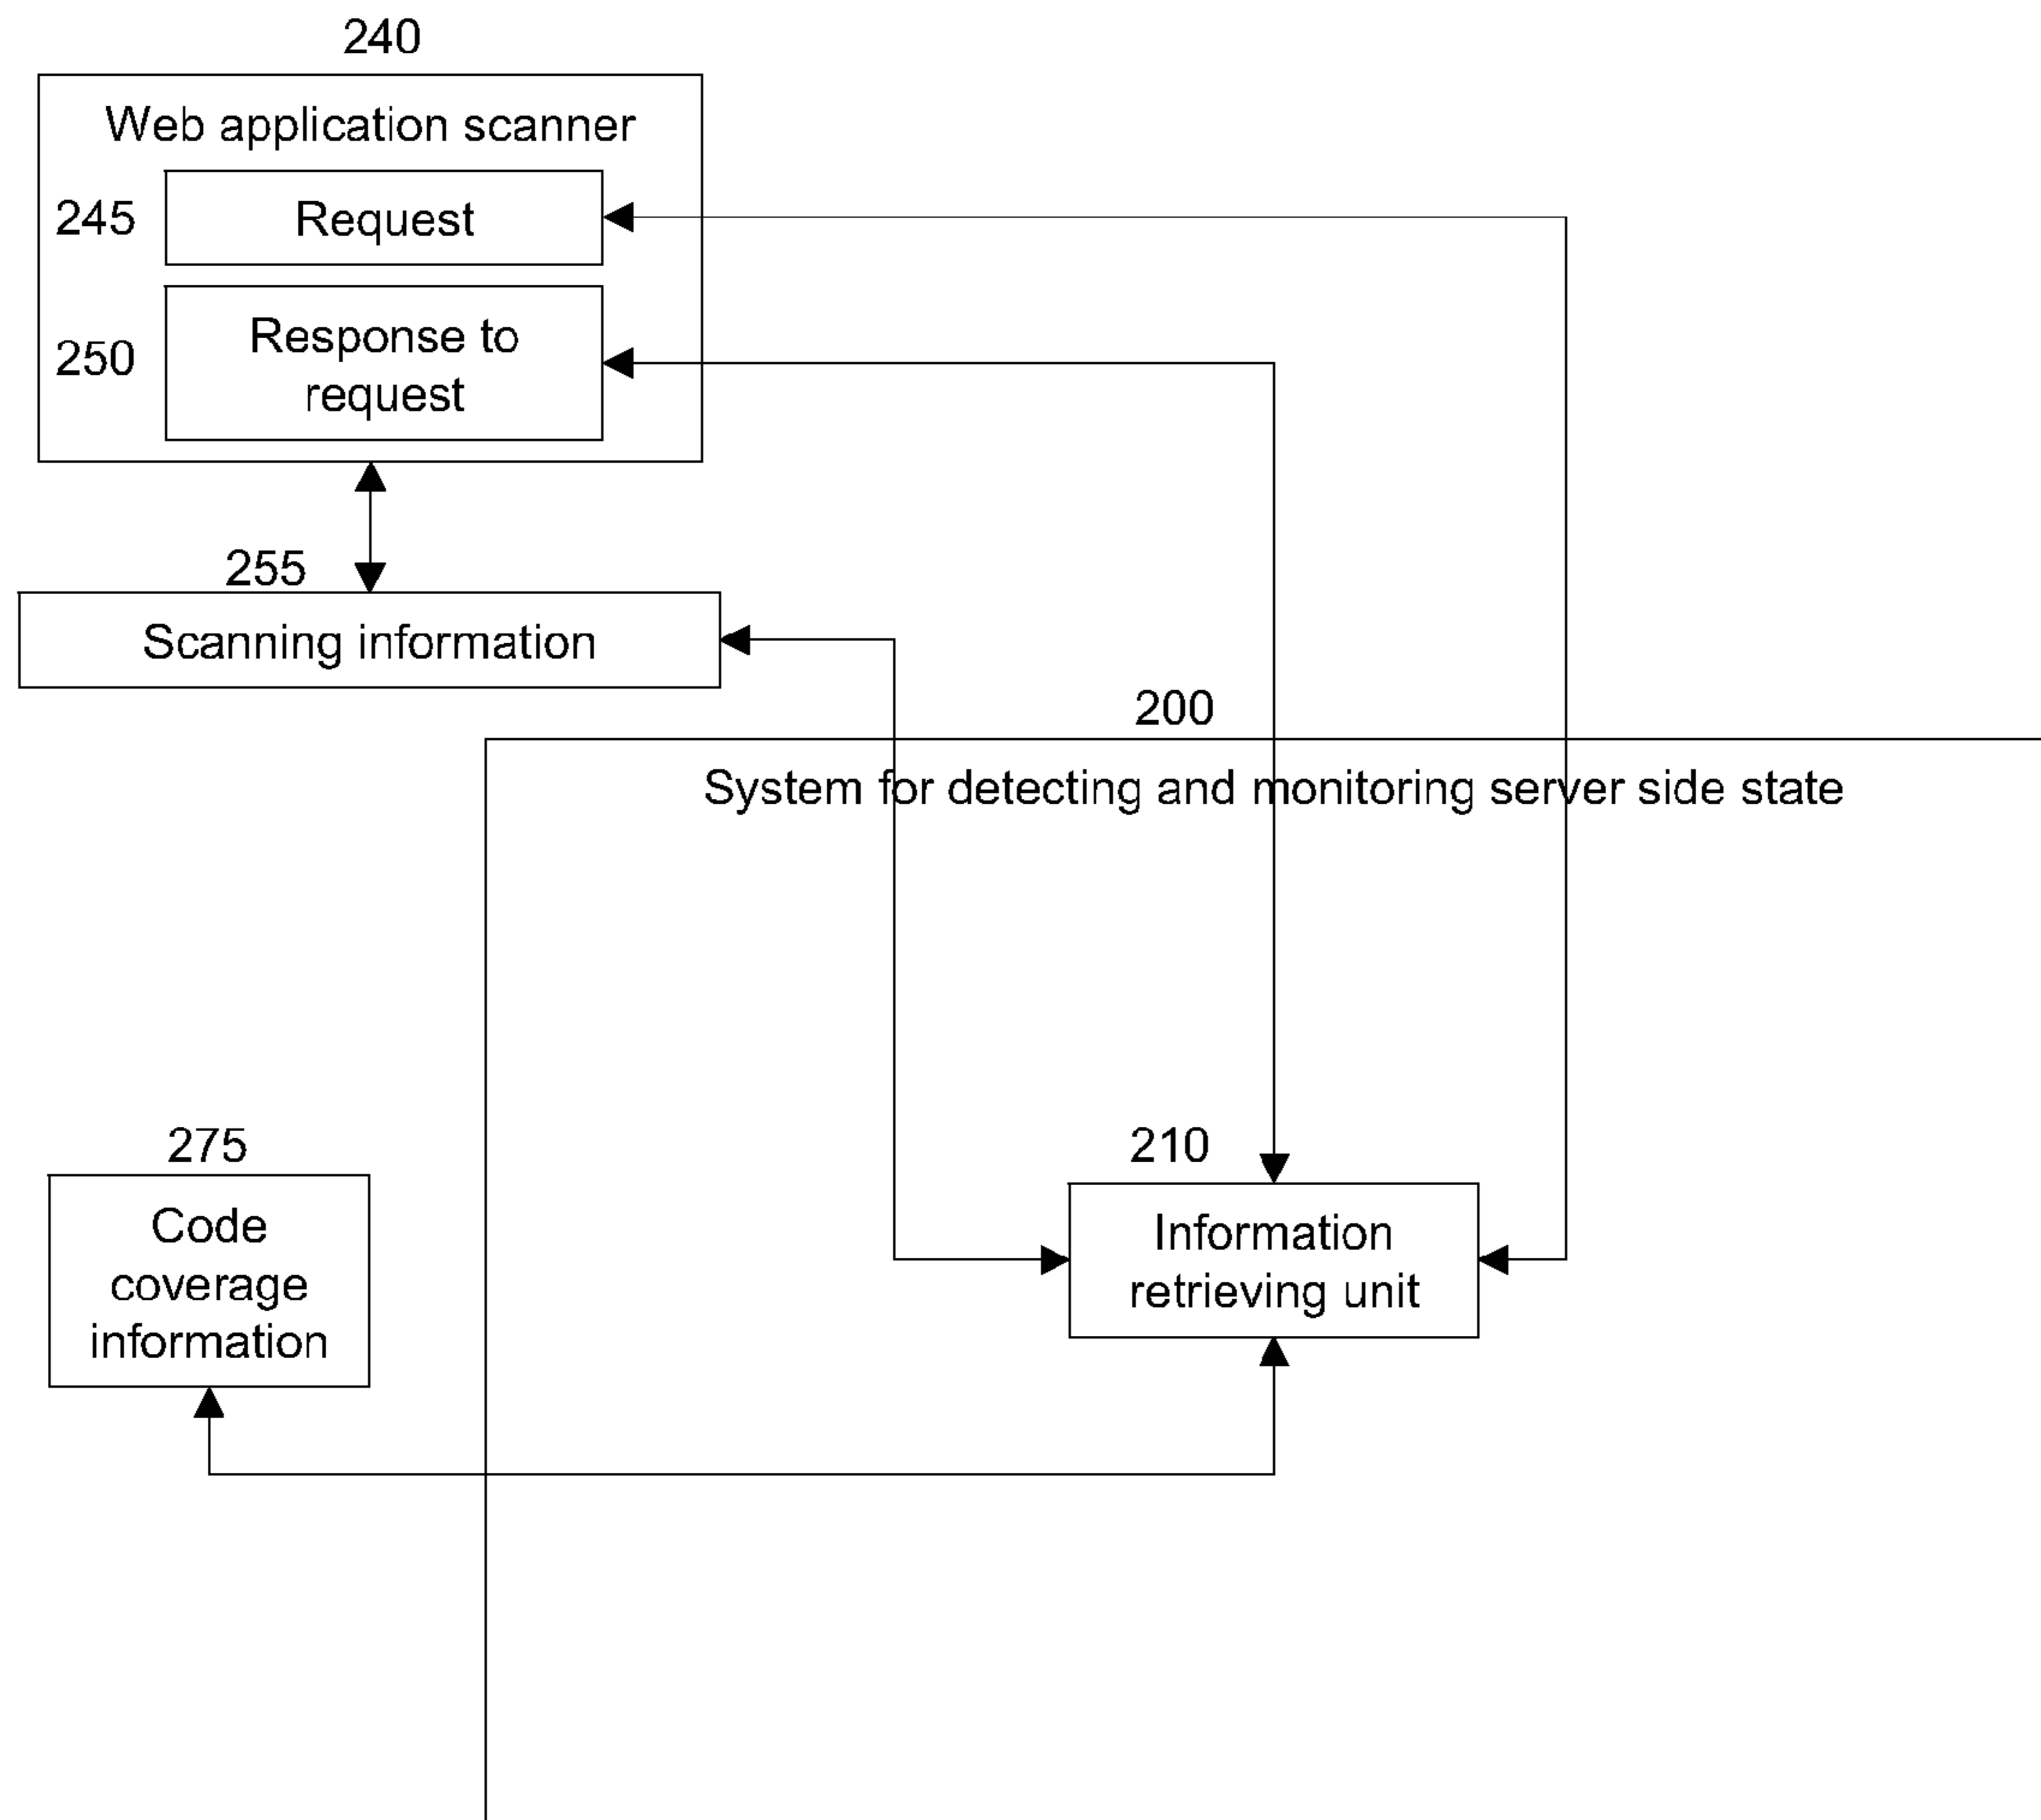 240
Web application scanner
245
Request
250
Response to
request
255
Scanning information
200
System for detecting and monitoring server side state
275
Code
coverage
information
210
Information
retrieving unit